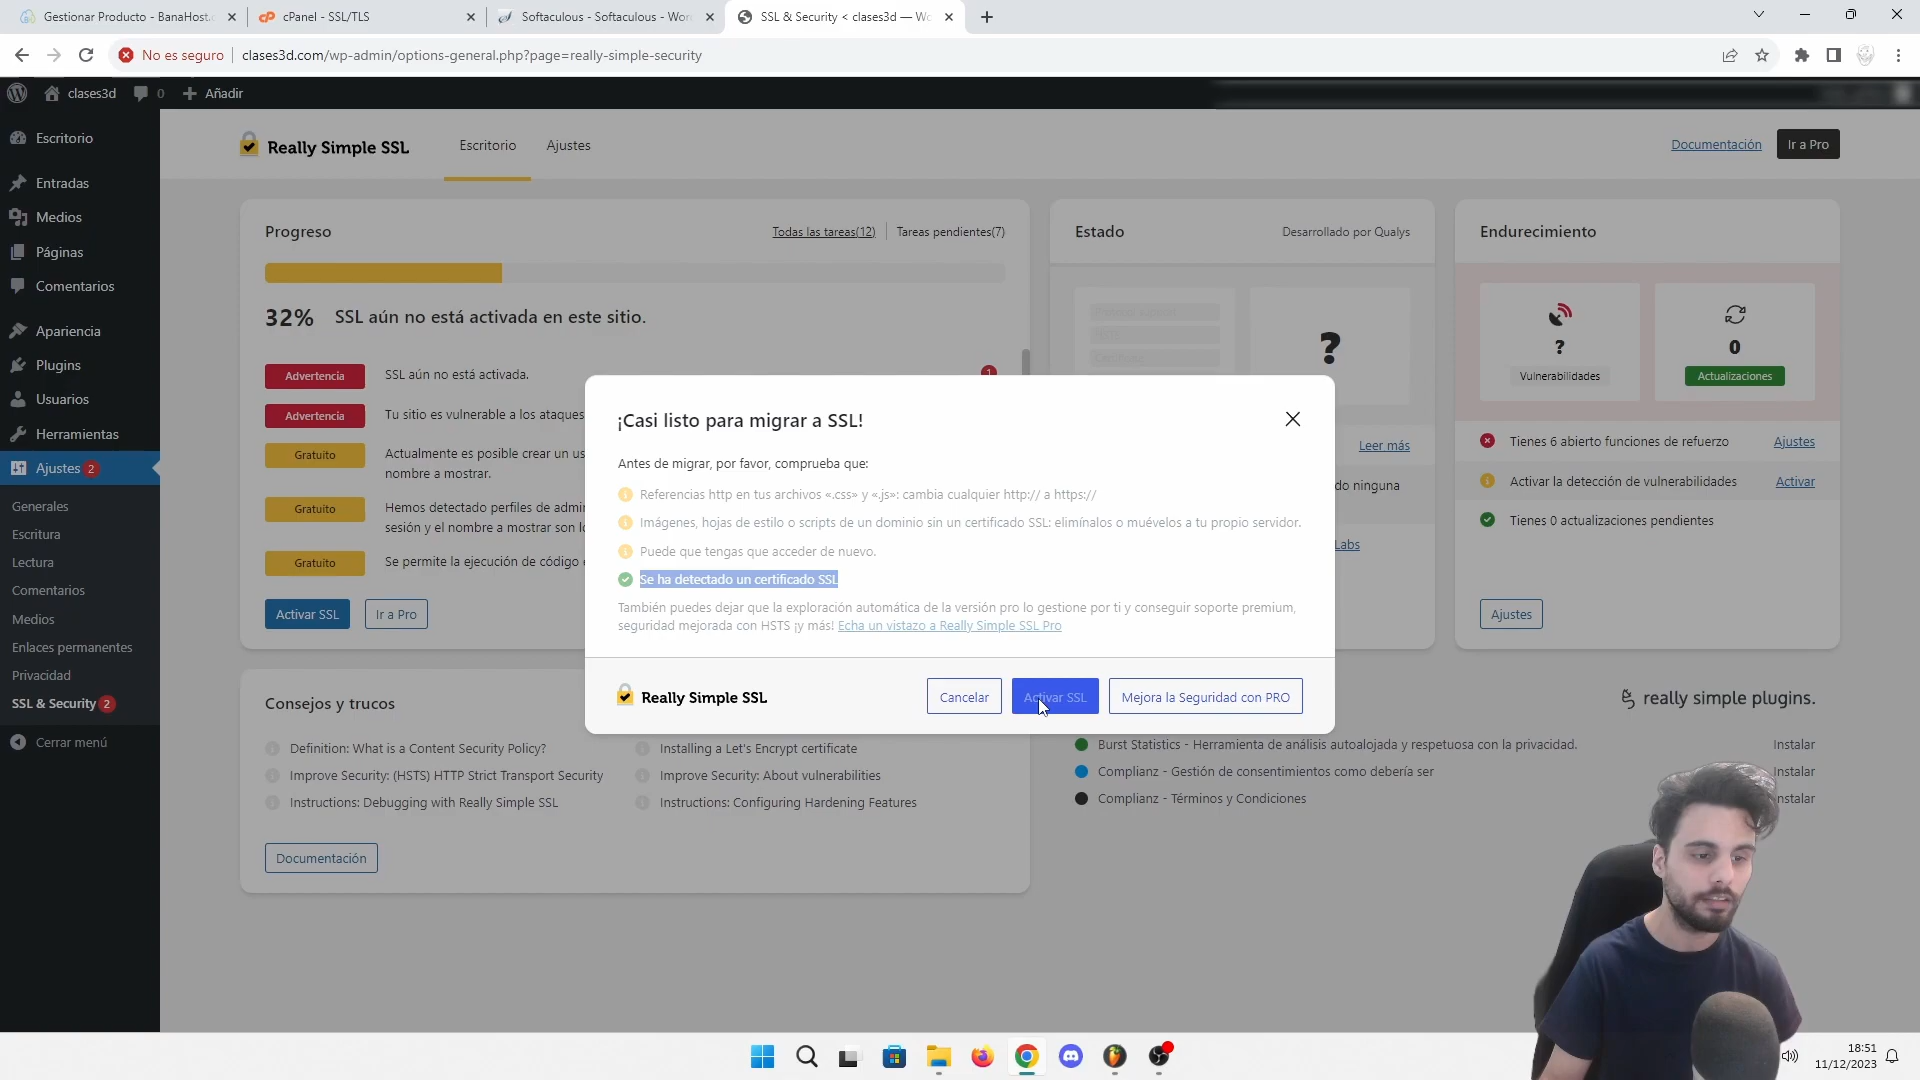 Gestionar Producto - BanaHost.
cPanel - SSL/TLS
Softaculous - Softaculous - Wor
SSL & Security < clases3d — Wo
No es seguro
clases3d.com/wp-admin/options-general.php?page=really-simple-security
clases3d
0
Añadir
Escritorio
Entradas
Medios
Páginas
Comentarios
Apariencia
Plugins
Usuarios
Herramientas
Ajustes 2
Generales
Escritura
Lectura
Comentarios
Medios
Enlaces permanentes
Privacidad
SSL & Security 2
Cerrar menú
Really Simple SSL
Escritorio
Ajustes
Documentación
Ir a Pro
Progreso
Todas las tareas(12)
Tareas pendientes(7)
32%
SSL aún no está activada en este sitio.
Advertencia
SSL aún no está activada.
1
Advertencia
Tu sitio es vulnerable a los ataques
Gratuito
Actualmente es posible crear un us
nombre a mostrar.
Gratuito
Hemos detectado perfiles de admi
sesión y el nombre a mostrar son l
Gratuito
Se permite la ejecución de código
Activar SSL
Ir a Pro
Estado
Desarrollado por Qualys
?
Leer más
do ninguna
Labs
Endurecimiento
?
Vulnerabilidades
0
Actualizaciones
Tienes 6 abierto funciones de refuerzo
Ajustes
Activar la detección de vulnerabilidades
Activar
Tienes 0 actualizaciones pendientes
Ajustes
¡Casi listo para migrar a SSL!
Antes de migrar, por favor, comprueba que:
Referencias http en tus archivos «.css» y «.js»: cambia cualquier http:// a https://
Imágenes, hojas de estilo o scripts de un dominio sin un certificado SSL: elimínalos o muévelos a tu propio servidor.
Puede que tengas que acceder de nuevo.
Se ha detectado un certificado SSL
También puedes dejar que la exploración automática de la versión pro lo gestione por ti y conseguir soporte premium,
seguridad mejorada con HSTS ¡y más! Echa un vistazo a Really Simple SSL Pro
Really Simple SSL
Cancelar
Activar SSL
Mejora la Seguridad con PRO
Consejos y trucos
Definition: What is a Content Security Policy?
Improve Security: (HSTS) HTTP Strict Transport Security
Instructions: Debugging with Really Simple SSL
Installing a Let's Encrypt certificate
Improve Security: About vulnerabilities
Instructions: Configuring Hardening Features
Documentación
really simple plugins.
Burst Statistics - Herramienta de análisis autoalojada y respetuosa con la privacidad.
Instalar
Complianz - Gestión de consentimientos como debería ser
Instalar
Complianz - Términos y Condiciones
nstalar
18:51
11/12/2023